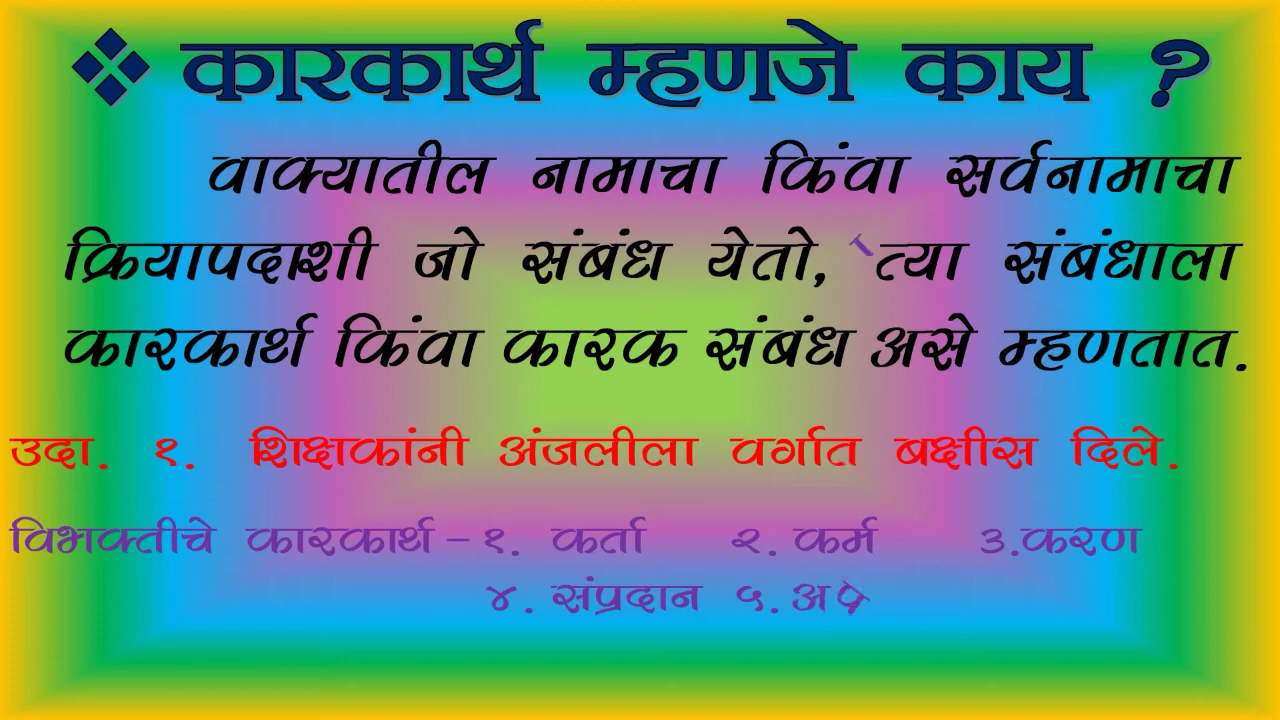 ❖ कारकार्थ म्हणजे काय ?
वाक्यातील नामाचा किंवा सर्वनामाचा
क्रियापदाशी जो संबंध येतो, त्या संबंधाला
कारकार्थ किंवा कारक संबंध असे म्हणतात.
उदा. १. शिक्षकांनी अंजलीला वर्गात बक्षीस दिले.
विभक्तीचे कारकार्थ – १. कर्ता २. कर्म ३.करण
४. संप्रदान ५.